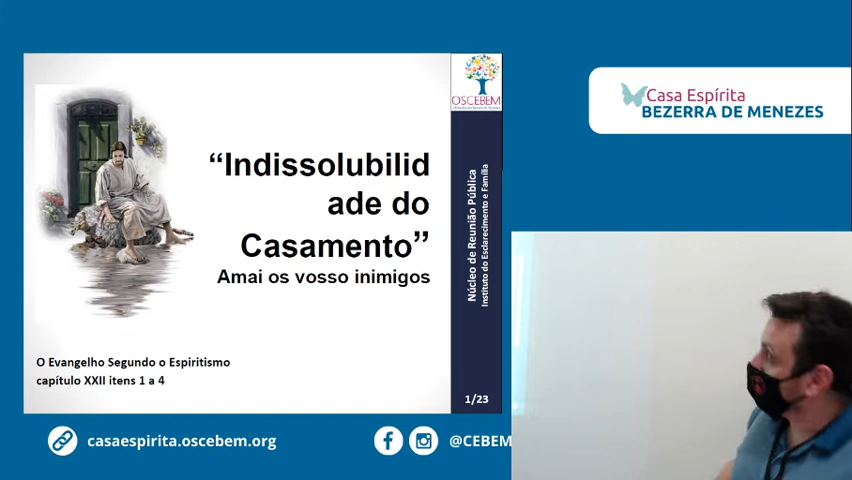 “Indissolubilid
ade do
Casamento”
Amai os vosso inimigos
O Evangelho Segundo o Espiritismo
capítulo XXII itens 1 a 4
OSCEBEM
Núcleo de Reunião Pública
Instituto do Esclarecimento e Família
1/23
Casa Espírita
BEZERRA DE MENEZES
casaespirita.oscebem.org
@CEBEM